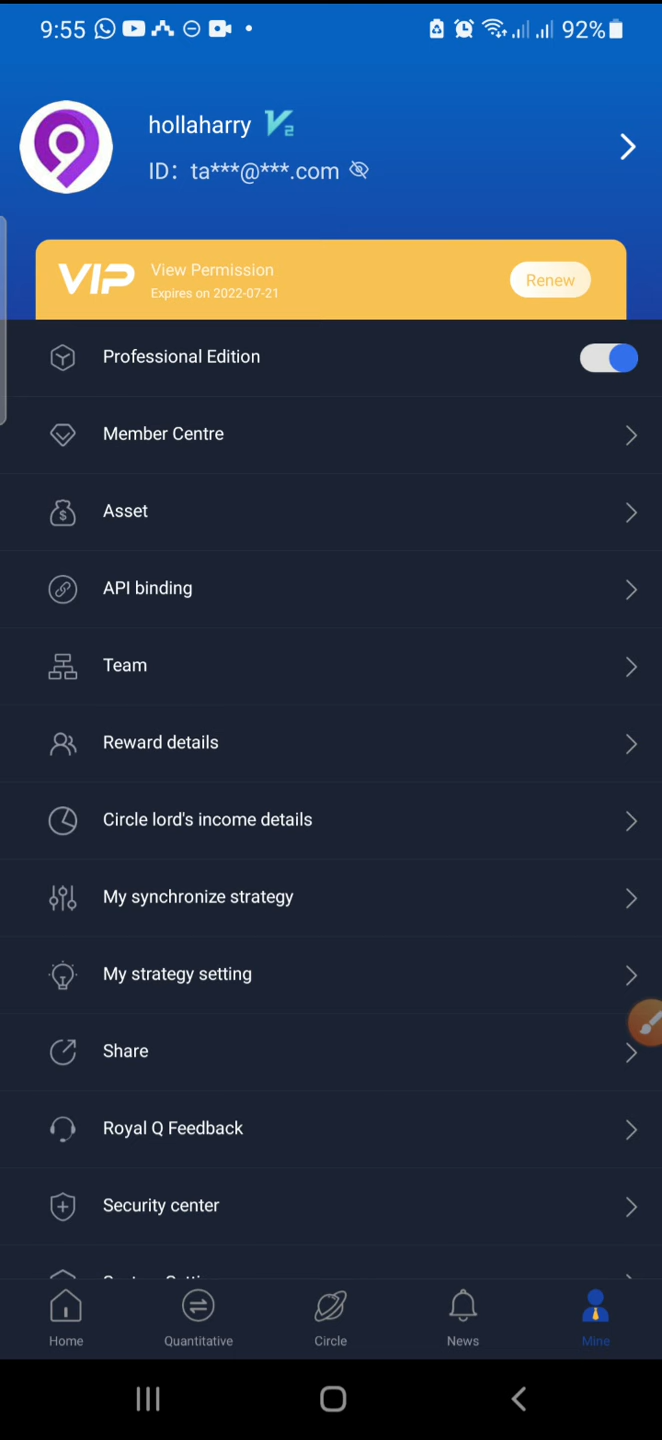 9:55 92%
hollaharry V2
ID: ta***@***.com
VIP View Permission
Expires on 2022-07-21
Renew
Professional Edition
Member Centre
Asset
API binding
Team
Reward details
Circle lord's income details
My synchronize strategy
My strategy setting
Share
Royal Q Feedback
Security center
Home Quantitative Circle News Mine